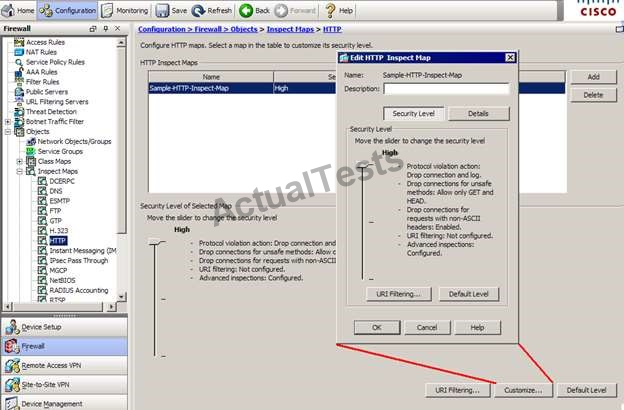 Home
Configuration
Monitoring
Save
Refresh
Back
Forward
Help
CISCO
Firewall
Access Rules
NAT Rules
Service Policy Rules
AAA Rules
Filter Rules
Public Servers
URL Filtering Servers
Threat Detection
Botnet Traffic Filter
Objects
Network Objects/Groups
Service Groups
Class Maps
Inspect Maps
DCERPC
DNS
ESMTP
FTP
GTP
H.323
HTTP
Instant Messaging (IM
IPsec Pass Through
MGCP
NetBIOS
RADIUS Accounting
RTSP
Device Setup
Firewall
Remote Access VPN
Site-to-Site VPN
Device Management
Configuration > Firewall > Objects > Inspect Maps > HTTP
Configure HTTP maps. Select a map in the table to customize its security level.
HTTP Inspect Maps
Name
Se
Sample-HTTP-Inspect-Map
High
Add
Delete
Security Level of Selected Map
Move the slider to change the security level
High
- Protocol violation action: Drop connection and
- Drop connections for unsafe methods: Allow o
- Drop connections for requests with non-ASCII
- URI filtering: Not configured.
- Advanced inspections: Configured.
URI Filtering...
Customize...
Default Level
Edit HTTP Inspect Map
Name: Sample-HTTP-Inspect-Map
Description:
Security Level
Details
Security Level
Move the slider to change the security level
High
- Protocol violation action:
Drop connection and log.
- Drop connections for unsafe
methods: Allow only GET and
HEAD.
- Drop connections for
requests with non-ASCII
headers: Enabled.
- URI filtering: Not configured.
- Advanced inspections:
Configured.
URI Filtering...
Default Level
OK
Cancel
Help
ActualTests